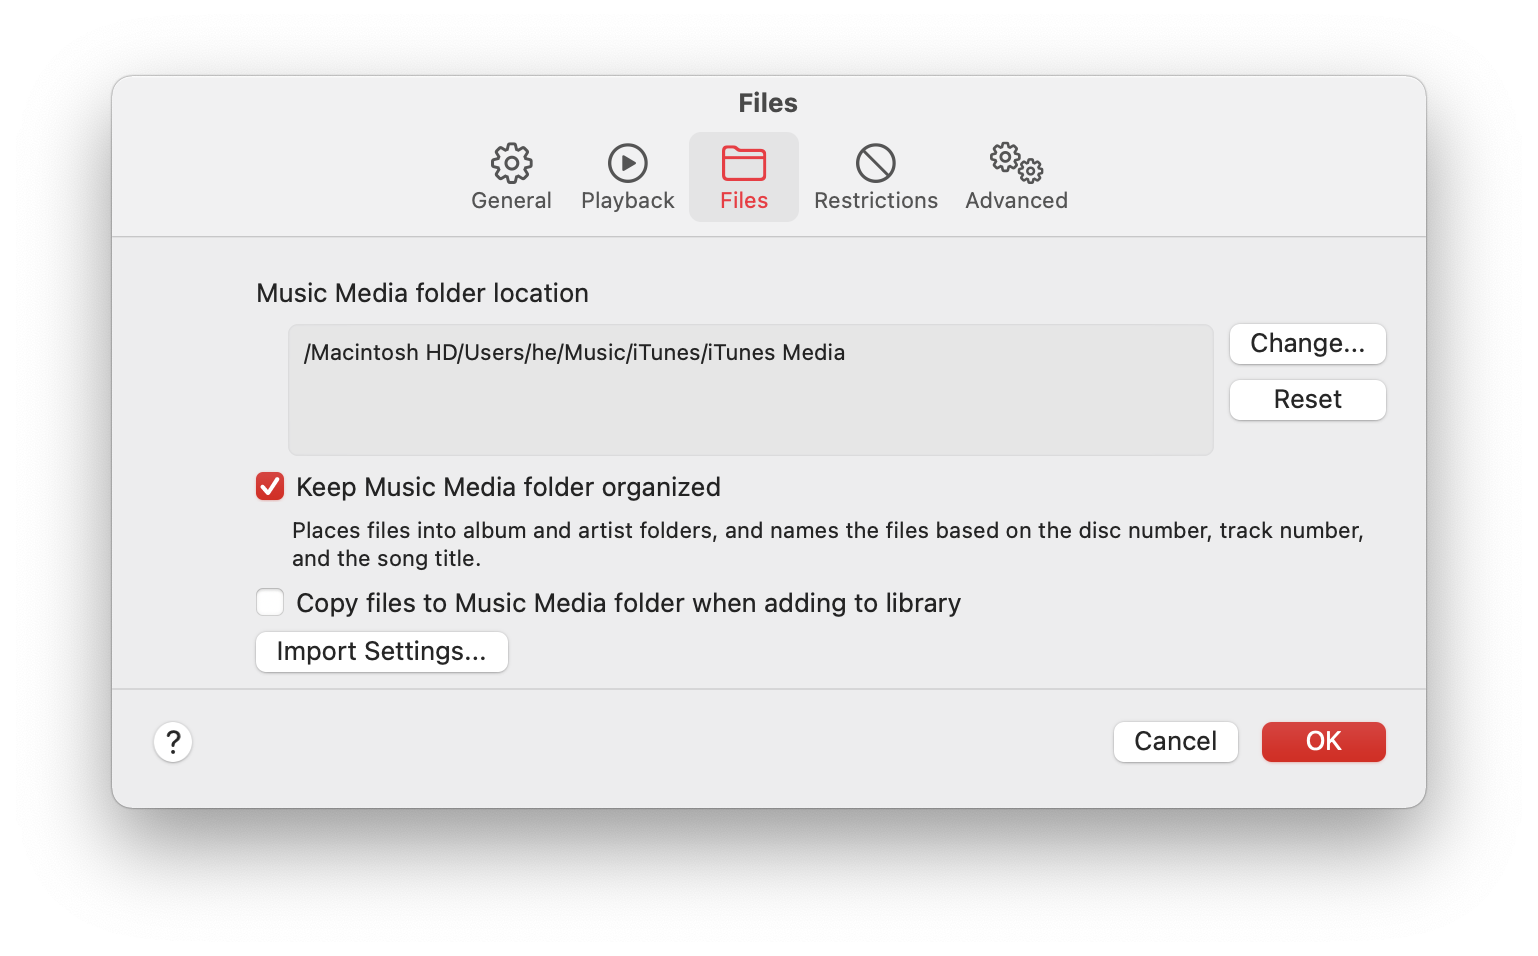 Files
General
Playback
Files
Restrictions
Advanced
Music Media folder location
/Macintosh HD/Users/he/Music/iTunes/iTunes Media
Change...
Reset
Keep Music Media folder organized
Places files into album and artist folders, and names the files based on the disc number, track number,
and the song title.
Copy files to Music Media folder when adding to library
Import Settings...
?
Cancel
OK